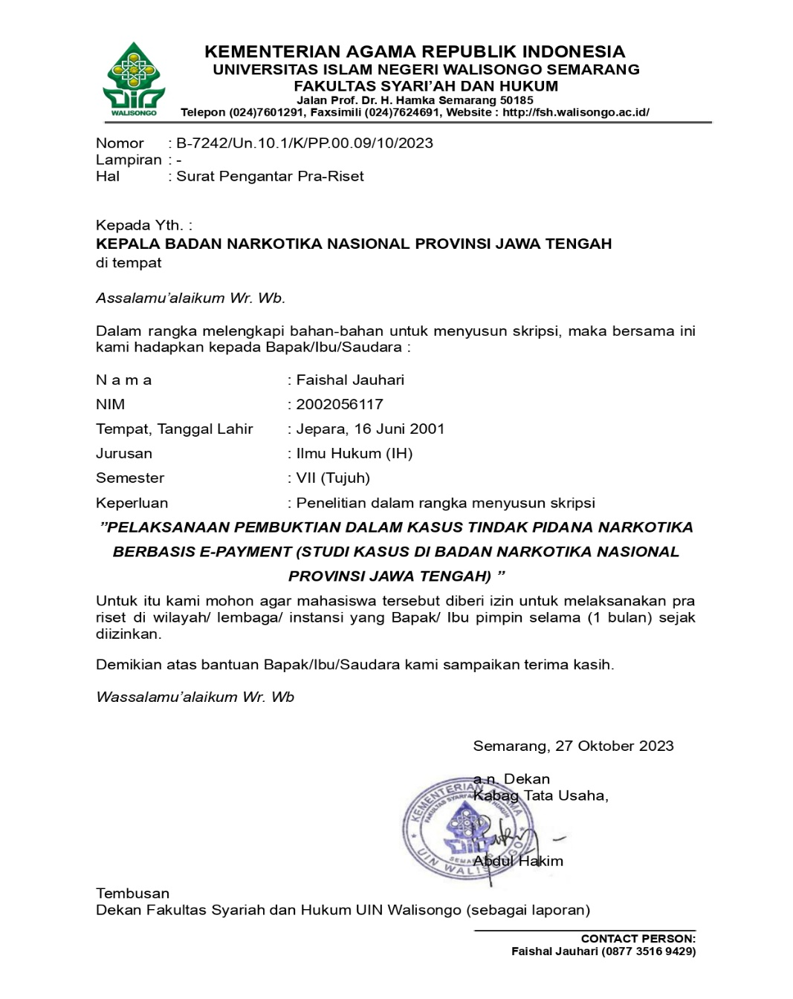 KEMENTERIAN AGAMA REPUBLIK INDONESIA
UNIVERSITAS ISLAM NEGERI WALISONGO SEMARANG
FAKULTAS SYARI’AH DAN HUKUM
Jalan Prof. Dr. H. Hamka Semarang 50185
Telepon (024)7601291, Faxsimili (024)7624691, Website : http://fsh.walisongo.ac.id/
WALISONGO
Nomor : B-7242/Un.10.1/K/PP.00.09/10/2023
Lampiran : -
Hal : Surat Pengantar Pra-Riset
Kepada Yth. :
KEPALA BADAN NARKOTIKA NASIONAL PROVINSI JAWA TENGAH
di tempat
Assalamu’alaikum Wr. Wb.
Dalam rangka melengkapi bahan-bahan untuk menyusun skripsi, maka bersama ini
kami hadapkan kepada Bapak/Ibu/Saudara :
N a m a : Faishal Jauhari
NIM : 2002056117
Tempat, Tanggal Lahir : Jepara, 16 Juni 2001
Jurusan : Ilmu Hukum (IH)
Semester : VII (Tujuh)
Keperluan : Penelitian dalam rangka menyusun skripsi
”PELAKSANAAN PEMBUKTIAN DALAM KASUS TINDAK PIDANA NARKOTIKA
BERBASIS E-PAYMENT (STUDI KASUS DI BADAN NARKOTIKA NASIONAL
PROVINSI JAWA TENGAH) ”
Untuk itu kami mohon agar mahasiswa tersebut diberi izin untuk melaksanakan pra
riset di wilayah/ lembaga/ instansi yang Bapak/ Ibu pimpin selama (1 bulan) sejak
diizinkan.
Demikian atas bantuan Bapak/Ibu/Saudara kami sampaikan terima kasih.
Wassalamu’alaikum Wr. Wb
Semarang, 27 Oktober 2023
a.n. Dekan
Kabag Tata Usaha,
KEMENTERIAN AGAMA
FAKULTAS SYARI'AH DAN HUKUM
SEMARANG
UIN WALISONGO
Abdul Hakim
Tembusan
Dekan Fakultas Syariah dan Hukum UIN Walisongo (sebagai laporan)
CONTACT PERSON:
Faishal Jauhari (0877 3516 9429)